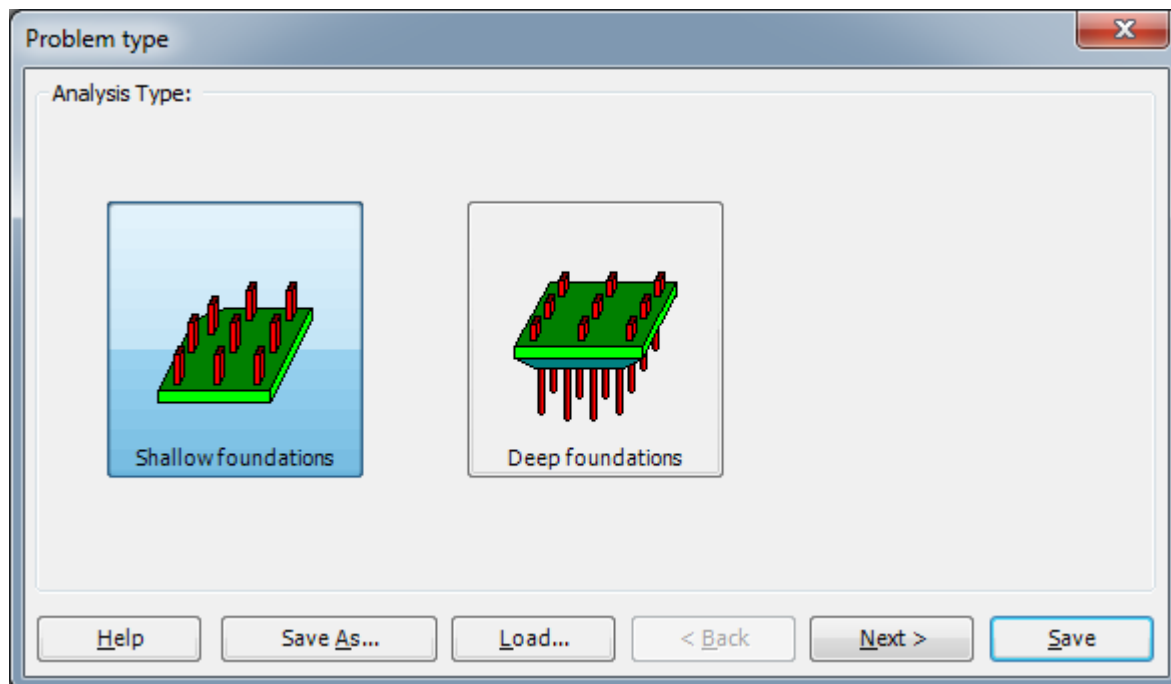 Problem type
Analysis Type:
Shallow foundations
Deep foundations
Help
Save As...
Load...
< Back
Next >
Save